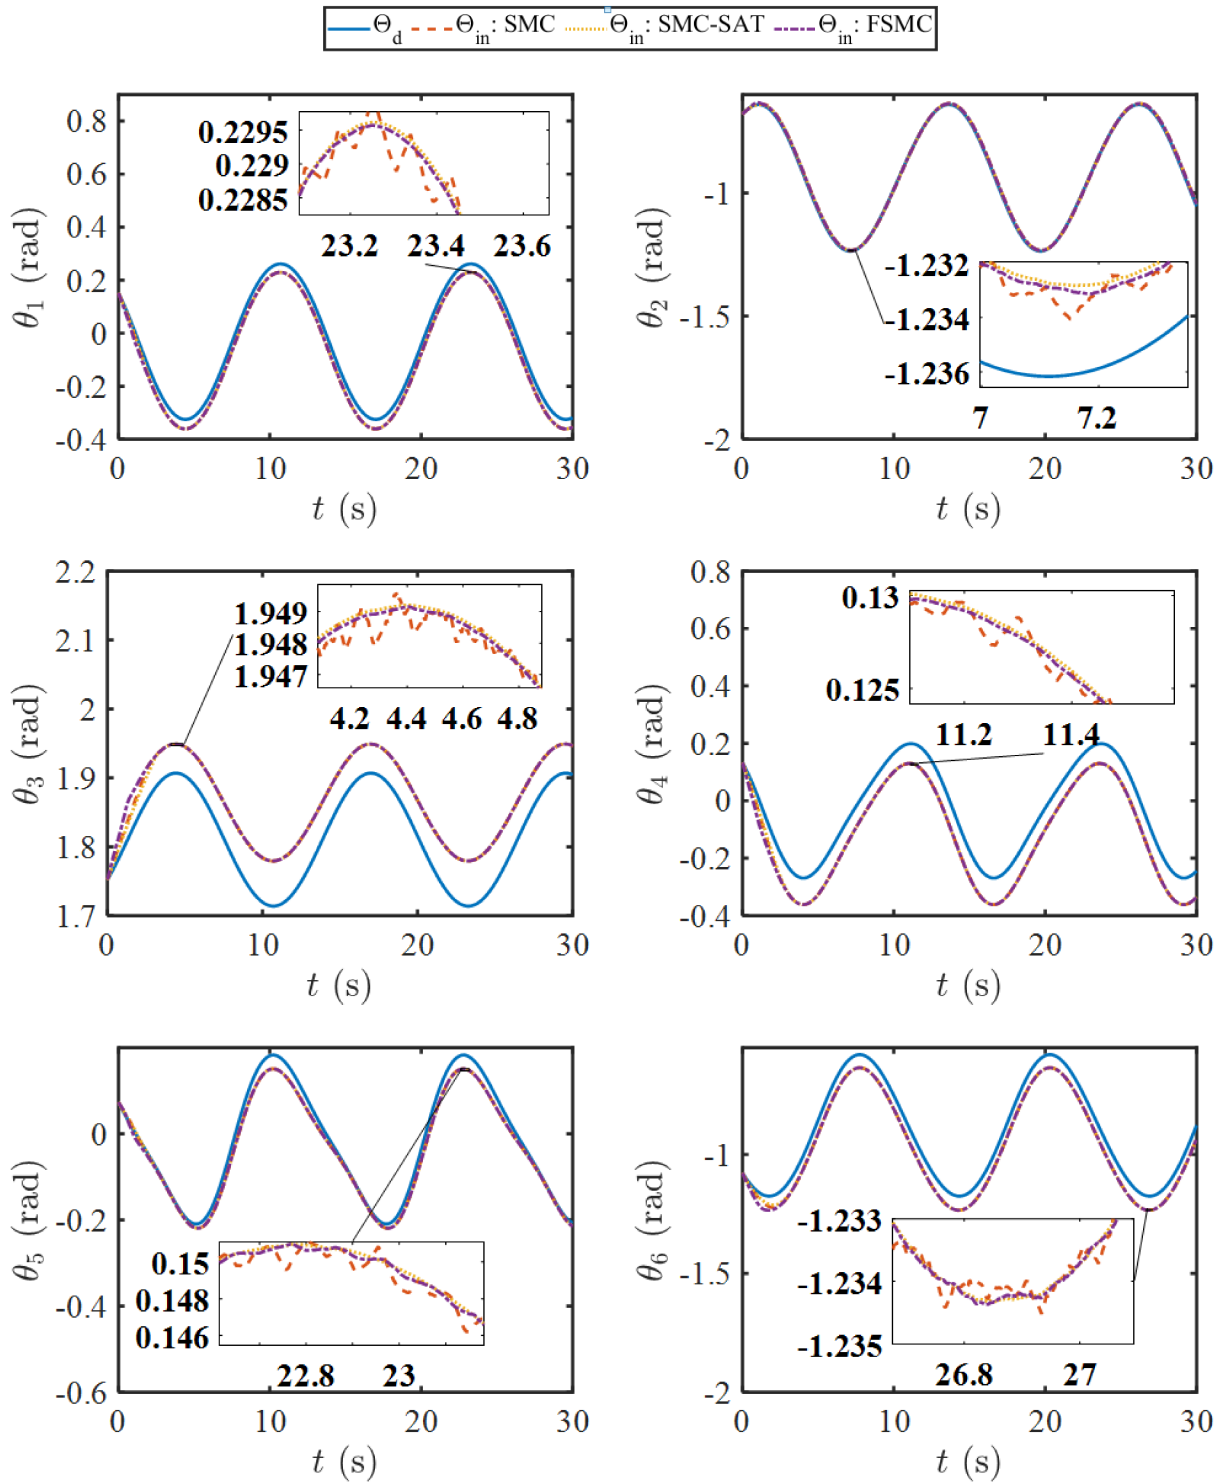 Θd Θin: SMC Θin: SMC-SAT Θin: FSMC
0.8
0.6
0.4
0.2
0
-0.2
-0.4
θ1 (rad)
0.2295
0.229
0.2285
23.2 23.4 23.6
0 10 20 30
t (s)
-1
-1.5
-2
θ2 (rad)
-1.232
-1.234
-1.236
7 7.2
0 10 20 30
t (s)
2.2
2.1
2
1.9
1.8
1.7
θ3 (rad)
1.949
1.948
1.947
4.2 4.4 4.6 4.8
0 10 20 30
t (s)
0.8
0.6
0.4
0.2
0
-0.2
-0.4
θ4 (rad)
0.13
0.125
11.2 11.4
0 10 20 30
t (s)
0
-0.2
-0.4
-0.6
θ5 (rad)
0.15
0.148
0.146
22.8 23
0 10 20 30
t (s)
-1
-1.5
-2
θ6 (rad)
-1.233
-1.234
-1.235
26.8 27
0 10 20 30
t (s)